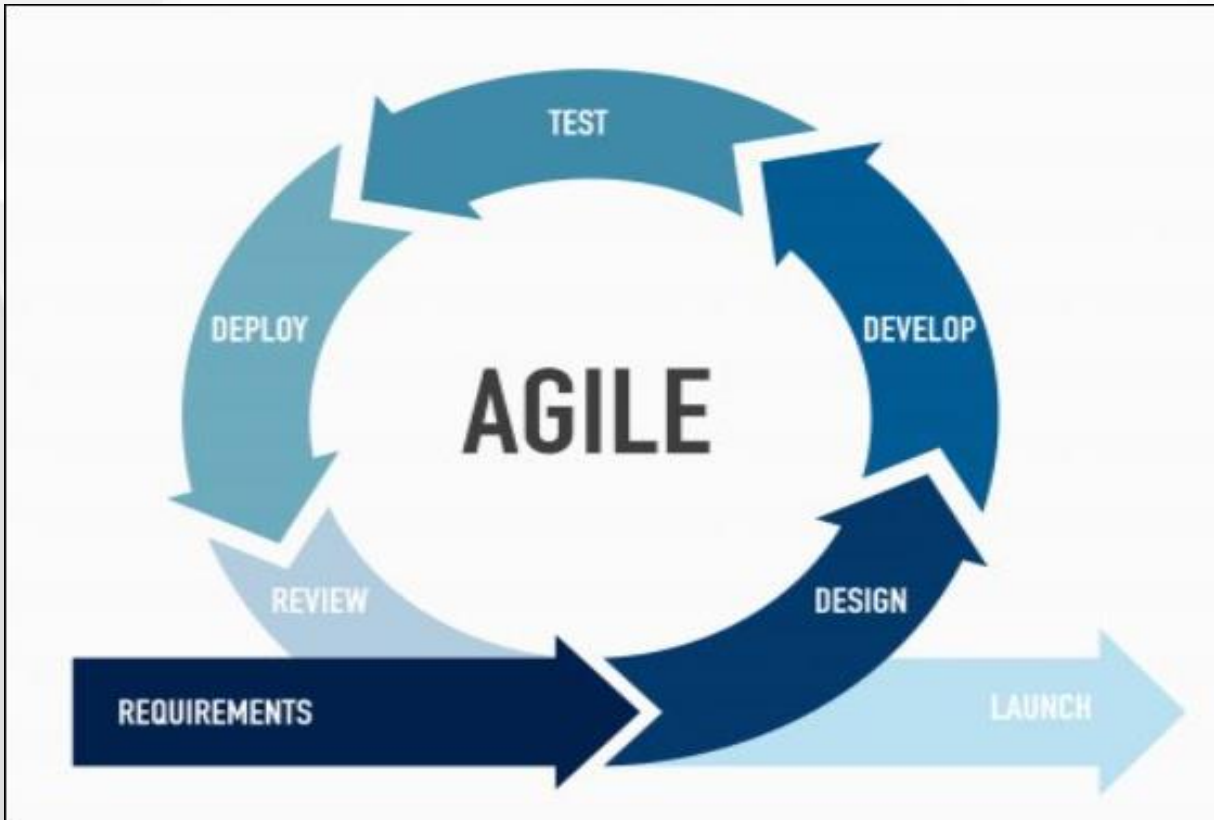 TEST
DEPLOY
DEVELOP
AGILE
REVIEW
DESIGN
REQUIREMENTS
LAUNCH